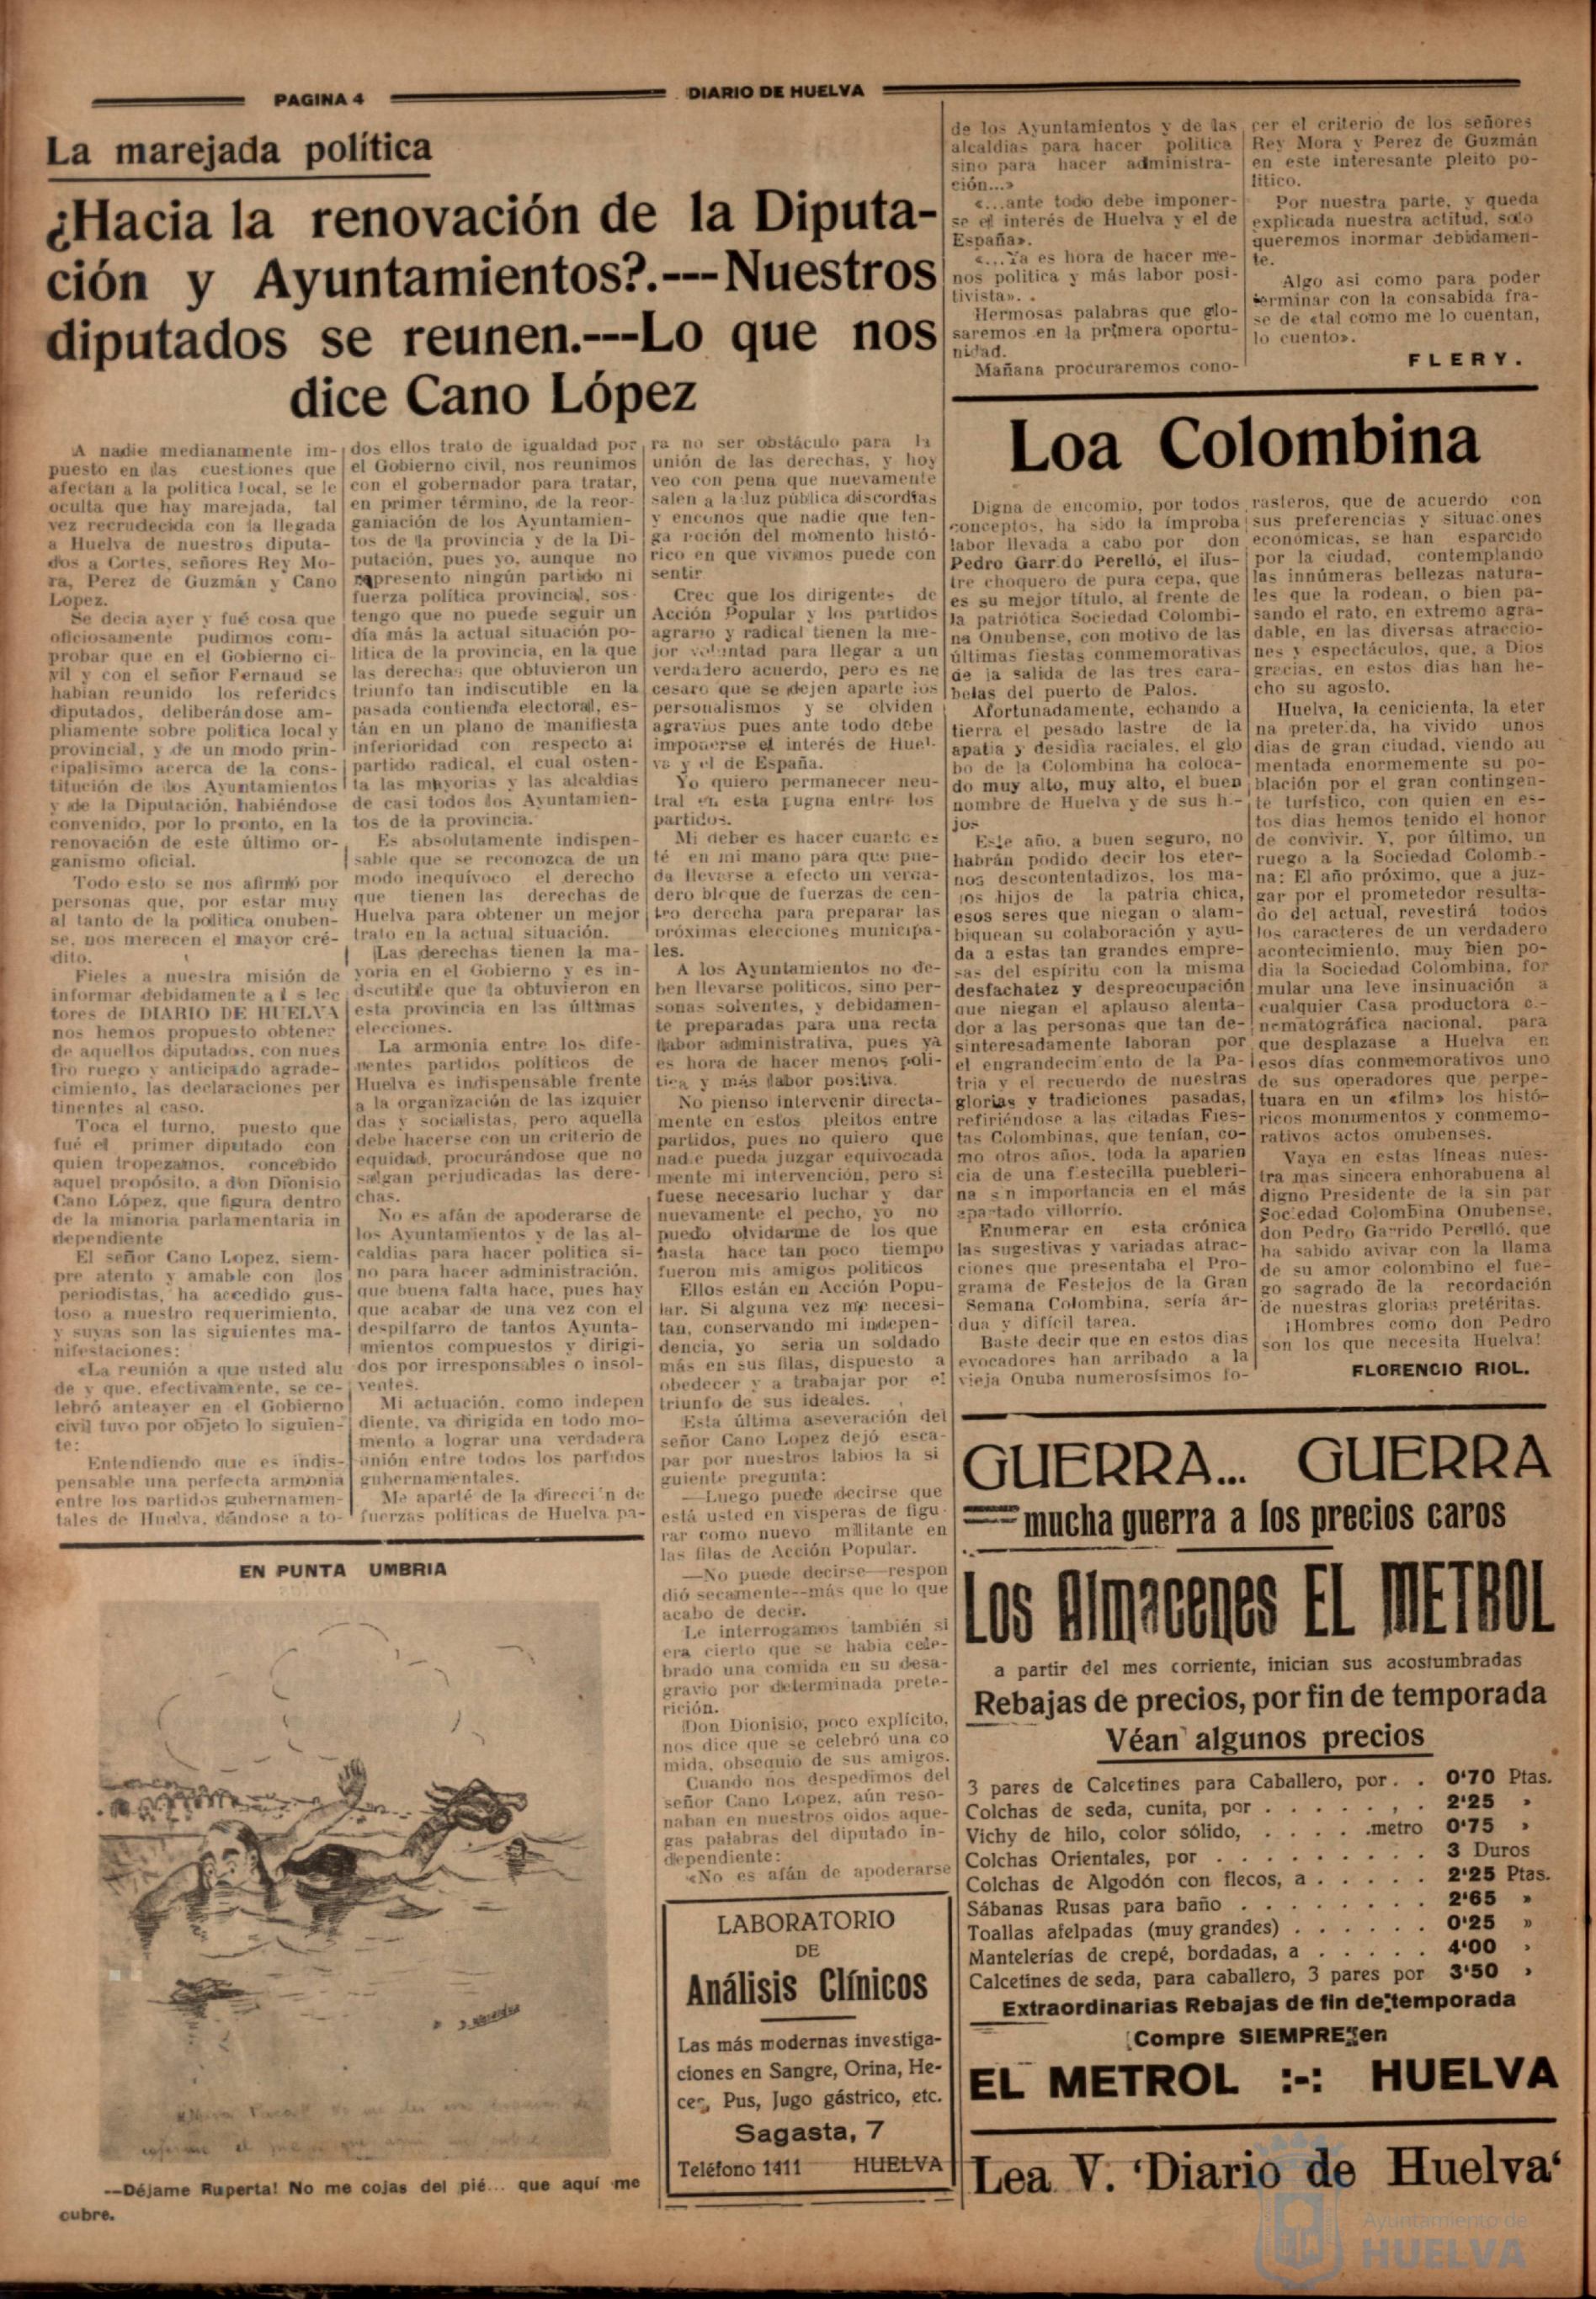 PAGINA 4
DIARIO DE HUELVA
La marejada política
¿Hacia la renovación de la Diputa-
ción y Ayuntamientos?.---Nuestros
diputados se reunen.---Lo que nos
dice Cano López
A nadie medianamente im-
puesto en las cuestiones que
afectan a la política local, se le
oculta que hay marejada, tal
vez recrudecida con la llegada
a Huelva de nuestros diputa-
dos a Cortes, señores Rey Mo-
ra, Perez de Guzmán y Cano
Lopez.
Se decia ayer y fué cosa que
oficiosamente pudimos com-
probar que en el Gobierno ci-
vil y con el señor Fernaud se
habian reunido los referidos
diputados, deliberándose am-
pliamente sobre política local y
provincial, y de un modo prin-
cipalisimo acerca de la cons-
titución de los Ayuntamientos
y de la Diputación, habiéndose
convenido, por lo pronto, en la
renovación de este último or-
ganismo oficial.
Todo esto se nos afirmó por
personas que, por estar muy
al tanto de la política onuben-
se, nos merecen el mayor cré-
dito.
Fieles a nuestra misión de
informar debidamente a l s lec
tores de DIARIO DE HUELVA
nos hemos propuesto obtener
de aquellos diputados, con nues
tro ruego y anticipado agrade-
cimiento, las declaraciones per
tinentes al caso.
Toca el turno, puesto que
fué el primer diputado con
quien tropezamos, concebido
aquel propósito, a don Dionisio
Cano López, que figura dentro
de la minoria parlamentaria in
dependiente
El señor Cano Lopez, siem-
pre atento y amable con los
periodistas, ha accedido gus-
toso a nuestro requerimiento,
y suyas son las siguientes ma-
nifestaciones:
«La reunión a que usted alu
de y que, efectivamente, se ce-
lebró anteayer en el Gobierno
civil tuvo por objeto lo siguien-
te:
Entendiendo que es indis-
pensable una perfecta armonia
entre los partidos gubernamen-
tales de Huelva, dándose a to-
dos ellos trato de igualdad por
el Gobierno civil, nos reunimos
con el gobernador para tratar,
en primer término, de la reor-
ganiación de los Ayuntamien-
tos de la provincia y de la Di-
putación, pues yo, aunque no
represento ningún partido ni
fuerza política provincial, sos-
tengo que no puede seguir un
día más la actual situación po-
lítica de la provincia, en la que
las derechas que obtuvieron un
triunfo tan indiscutible en la
pasada contienda electoral, es-
tán en un plano de manifiesta
inferioridad con respecto al
partido radical, el cual osten-
ta las mayorias y las alcaldias
de casi todos los Ayuntamien-
tos de la provincia.
Es absolutamente indispen-
sable que se reconozca de un
modo inequívoco el derecho
que tienen las derechas de
Huelva para obtener un mejor
trato en la actual situación.
Las derechas tienen la ma-
yoria en el Gobierno y es in-
dscutible que la obtuvieron en
esta provincia en las últimas
elecciones.
La armonia entre los dife-
rentes partidos políticos de
Huelva es indispensable frente
a la organización de las izquier
das y socialistas, pero aquella
debe hacerse con un criterio de
equidad, procurándose que no
salgan perjudicadas las dere-
chas.
No es afán de apoderarse de
los Ayuntamientos y de las al-
caldias para hacer politica si-
no para hacer administración,
que buena falta hace, pues hay
que acabar de una vez con el
despilfarro de tantos Ayunta-
mientos compuestos y dirigi-
dos por irresponsables o insol-
ventes.
Mi actuación, como indepen
diente, va dirigida en todo mo-
mento a lograr una verdadera
unión entre todos los partidos
gubernamentales.
Me aparté de la direcci'n de
fuerzas políticas de Huelva pa-
ra no ser obstáculo para la
unión de las derechas, y hoy
veo con pena que nuevamente
salen a la luz pública discordias
y enconos que nadie que ten-
ga noción del momento histó-
rico en que vivimos puede con
sentir
Creo que los dirigentes de
Acción Popular y los partidos
agrario y radical tienen la me-
jor voluntad para llegar a un
verdadero acuerdo, pero es ne
cesaro que se dejen aparte los
personalismos y se olviden
agravios pues ante todo debe
imponerse el interés de Huel-
va y el de España.
Yo quiero permanecer neu-
tral en esta pugna entre los
partidos.
Mi deber es hacer cuanto es
té en mi mano para que pue-
da llevarse a efecto un verda-
dero bloque de fuerzas de cen-
tro derecha para preparar las
próximas elecciones municipa-
les.
A los Ayuntamientos no de-
ben llevarse politicos, sino per-
sonas solventes, y debidamen-
te preparadas para una recta
labor administrativa, pues ya
es hora de hacer menos poli-
tica y más labor positiva.
No pienso intervenir directa-
mente en estos pleitos entre
partidos, pues no quiero que
nad.e pueda juzgar equivocada
mente mi intervención, pero si
fuese necesario luchar y dar
nuevamente el pecho, yo no
puedo olvidarme de los que
hasta hace tan poco tiempo
fueron mis amigos politicos
Ellos están en Acción Popu-
lar. Si alguna vez me necesi-
tan, conservando mi indepen-
dencia, yo seria un soldado
más en sus filas, dispuesto a
obedecer y a trabajar por el
triunfo de sus ideales.
Esta última aseveración del
señor Cano Lopez dejó esca-
par por nuestros labios la si
guiente pregunta:
—Luego puede decirse que
está usted en visperas de figu-
rar como nuevo militante en
las filas de Acción Popular.
—No puede decirse—respon
dió secamente--más que lo que
acabo de decir.
Le interrogamos también si
era cierto que se habia cele-
brado una comida en su desa-
gravio por determinada prete-
rición.
Don Dionisio, poco explícito,
nos dice que se celebró una co
mida, obsequio de sus amigos.
Cuando nos despedimos del
señor Cano Lopez, aún reso-
naban en nuestros oidos aque-
gas palabras del diputado in-
dependiente:
«No es afán de apoderarse
de los Ayuntamientos y de las
alcaldias para hacer politica
sino para hacer administra-
ción...»
«...ante todo debe imponer-
se el interés de Huelva y el de
España».
«...Ya es hora de hacer me-
nos politica y más labor posi-
tivista». .
Hermosas palabras que glo-
saremos en la primera oportu-
nidad.
Mañana procuraremos cono-
cer el criterio de los señores
Rey Mora y Perez de Guzmán
en este interesante pleito po-
lítico.
Por nuestra parte, y queda
explicada nuestra actitud, solo
queremos inormar debidamen-
te.
Algo asi como para poder
terminar con la consabida fra-
se de «tal como me lo cuentan,
lo cuento».
FLERY.
Loa Colombina
Digna de encomio, por todos
conceptos, ha sido la improba
labor llevada a cabo por don
Pedro Garr.do Perelló, el ilus-
tre choquero de pura cepa, que
es su mejor título, al frente de
la patriótica Sociedad Colombi-
na Onubense, con motivo de las
últimas fiestas conmemorativas
de la salida de las tres cara-
belas del puerto de Palos.
Afortunadamente, echando a
tierra el pesado lastre de la
apatía y desidia raciales, el glo
bo de la Colombina ha coloca-
do muy alto, muy alto, el buen
nombre de Huelva y de sus h.-
jos
Este año, a buen seguro, no
habrán podido decir los eter-
nos descontentadizos, los ma-
los hijos de la patria chica,
esos seres que niegan o alam-
biquean su colaboración y ayu-
da a estas tan grandes empre-
sas del espíritu con la misma
desfachatez y despreocupación
que niegan el aplauso alenta-
dor a las personas que tan de-
sinteresadamente laboran por
el engrandecim ento de la Pa-
tria y el recuerdo de nuestras
glorias y tradiciones pasadas,
refiriéndose a las citadas Fies-
tas Colombinas, que tenían, co-
mo otros años, toda la aparien
cia de una f.estecilla puebleri-
na s n importancia en el más
apartado villorrio.
Enumerar en esta crónica
las sugestivas y variadas atrac-
ciones que presentaba el Pro-
grama de Festejos de la Gran
Semana Colombina, sería ár-
dua y difícil tarea.
Baste decir que en estos dias
evocadores han arribado a la
vieja Onuba numerosísimos fo-
rasteros, que de acuerdo con
sus preferencias y situac ones
económicas, se han esparcido
por la ciudad, contemplando
las innúmeras bellezas natura-
les que la rodean, o bien pa-
sando el rato, en extremo agra-
dable, en las diversas atraccio-
nes y espectáculos, que, a Dios
grecias, en estos dias han he-
cho su agosto.
Huelva, la cenicienta, la eter
na preter.da, ha vivido unos
dias de gran ciudad, viendo au
mentada enormemente su po-
blación por el gran contingen-
te turístico, con quien en es-
tos dias hemos tenido el honor
de convivir. Y, por último, un
ruego a la Sociedad Colomb.-
na: El año próximo, que a juz-
gar por el prometedor resulta-
do del actual, revestirá todos
los caracteres de un verdadero
acontecimiento, muy bien po-
dia la Sociedad Colombina, for
mular una leve insinuación a
cualquier Casa productora c.-
nematográfica nacional, para
que desplazase a Huelva en
esos días conmemorativos uno
de sus operadores que perpe-
tuara en un «film» los histó-
ricos monumentos y conmemo-
rativos actos onubenses.
Vaya en estas líneas nues-
tra mas sincera enhorabuena al
digno Presidente de la sin par
Soc:edad Colombina Onubense,
don Pedro Garrido Perelló, que
ha sabido avivar con la llama
de su amor colombino el fue-
go sagrado de la recordación
de nuestras glorias pretéritas.
¡Hombres como don Pedro
son los que necesita Huelva!
FLORENCIO RIOL.
EN PUNTA UMBRIA
--Déjame Ruperta! No me cojas del pié... que aquí me
cubre.
LABORATORIO
DE
Análisis Clínicos
Las más modernas investiga-
ciones en Sangre, Orina, He-
ces, Pus, Jugo gástrico, etc.
Sagasta, 7
Teléfono 1411 HUELVA
GUERRA... GUERRA
mucha guerra a los precios caros
Los Almacenes EL METROL
a partir del mes corriente, inician sus acostumbradas
Rebajas de precios, por fin de temporada
Véan algunos precios
3 pares de Calcetines para Caballero, por . . 0'70 Ptas.
Colchas de seda, cunita, por . . . . . , . 2'25 »
Vichy de hilo, color sólido, . . . . .metro 0'75 »
Colchas Orientales, por . . . . . . . . . 3 Duros
Colchas de Algodón con flecos, a . . . . . 2'25 Ptas.
Sábanas Rusas para baño . . . . . . . . 2'65 »
Toallas afelpadas (muy grandes) . . . . . . 0'25 »
Mantelerías de crepé, bordadas, a . . . . . 4'00 »
Calcetines de seda, para caballero, 3 pares por 3'50 »
Extraordinarias Rebajas de fin de temporada
Compre SIEMPRE en
EL METROL :-: HUELVA
Lea V. 'Diario de Huelva'
Ayuntamiento de
HUELVA